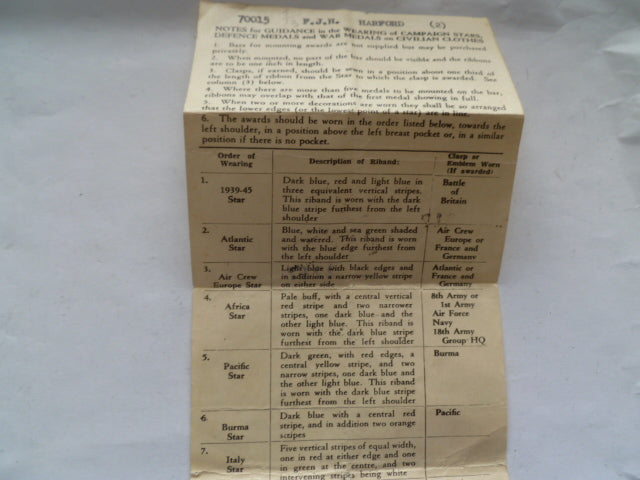 70015 F.J.H. HARFORD (2)
NOTES for GUIDANCE in the WEARING of CAMPAIGN STARS,
DEFENCE MEDALS and WAR MEDALS on CIVILIAN CLOTHES
1. Bars for mounting awards are not supplied but may be purchased
privately.
2. When mounted, no part of the bar should be visible and the ribbons
are to be one inch in length.
3. Clasps, if earned, should be sewn in a position about one third of
the length of ribbon from the Star to which the clasp is awarded. See
column (3) below.
4. Where there are more than five medals to be mounted on the bar,
ribbons may overlap with that of the first medal showing in full.
5. When two or more decorations are worn they shall be so arranged
that the lower edges (or the lowest point of a star) are in line.
6. The awards should be worn in the order listed below, towards the
left shoulder, in a position above the left breast pocket or, in a similar
position if there is no pocket.
Order of
Wearing
Description of Riband:
Clasp or
Emblem Worn
(If awarded)
1.
1939-45
Star
Dark blue, red and light blue in
three equivalent vertical stripes.
This riband is worn with the dark
blue stripe furthest from the left
shoulder
Battle
of
Britain
2.
Atlantic
Star
Blue, white and sea green shaded
and watered. This riband is worn
with the blue edge furthest from
the left shoulder
Air Crew
Europe or
France and
Germany
3.
Air Crew
Europe Star
Light blue with black edges and
in addition a narrow yellow stripe
on either side
Atlantic or
France and
Germany
4.
Africa
Star
Pale buff, with a central vertical
red stripe and two narrower
stripes, one dark blue and the
other light blue. This riband is
worn with the dark blue stripe
furthest from the left shoulder
8th Army or
1st Army
Air Force
Navy
18th Army
Group HQ
5.
Pacific
Star
Dark green, with red edges, a
central yellow stripe, and two
narrow stripes, one dark blue and
the other light blue. This riband
is worn with the dark blue stripe
furthest from the left shoulder
Burma
6.
Burma
Star
Dark blue with a central red
stripe, and in addition two orange
stripes
Pacific
7.
Italy
Star
Five vertical stripes of equal width,
one in red at either edge and one
in green at the centre, and two
intervening stripes being white